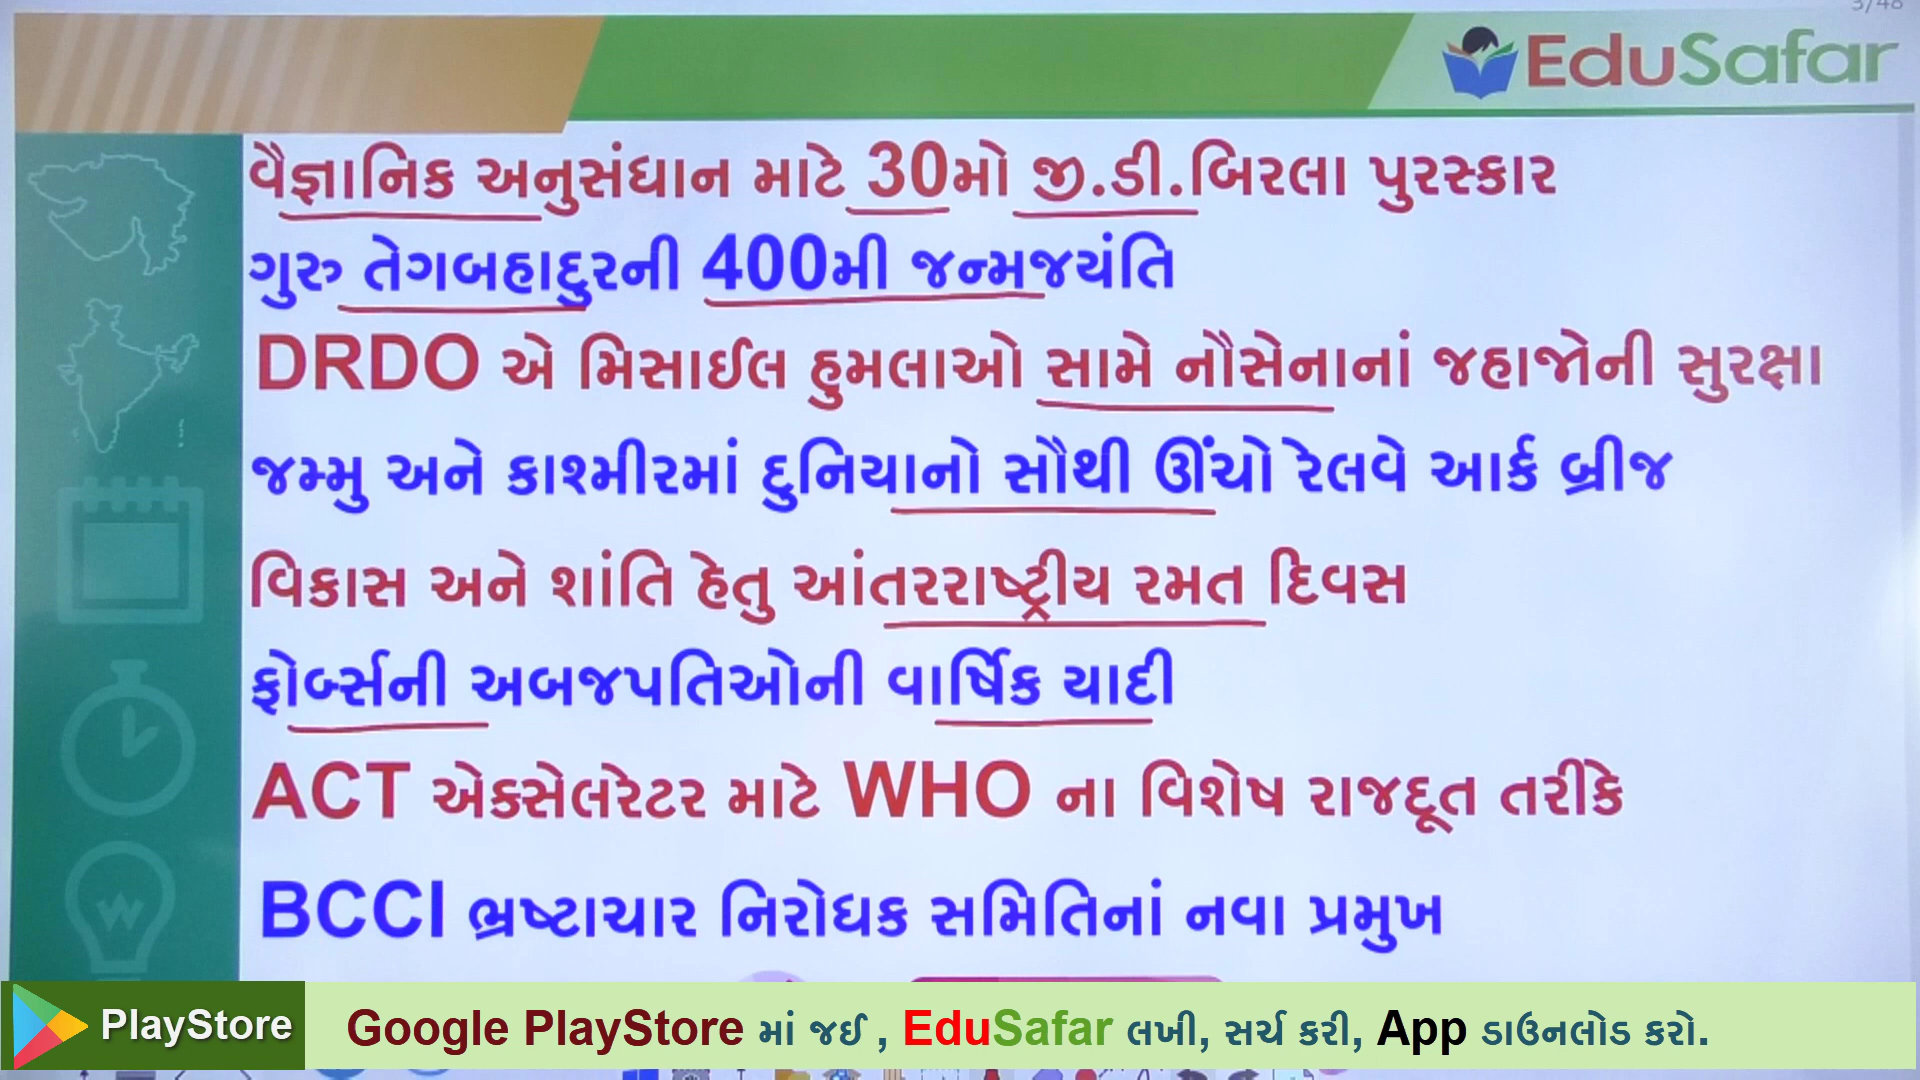 3/48
EduSafar
વૈજ્ઞાનિક અનુસંધાન માટે 30મો જી.ડી.બિરલા પુરસ્કાર
ગુરુ તેગબહાદુરની 400મી જન્મજયંતિ
DRDO એ મિસાઈલ હુમલાઓ સામે નૌસેનાનાં જહાજોની સુરક્ષા
જમ્મુ અને કાશ્મીરમાં દુનિયાનો સૌથી ઊંચો રેલવે આર્ક બ્રીજ
વિકાસ અને શાંતિ હેતુ આંતરરાષ્ટ્રીય રમત દિવસ
ફોર્બ્સની અબજપતિઓની વાર્ષિક યાદી
ACT એક્સેલરેટર માટે WHO ના વિશેષ રાજદૂત તરીકે
BCCI ભ્રષ્ટાચાર નિરોધક સમિતિનાં નવા પ્રમુખ
PlayStore
Google PlayStore માં જઈ , EduSafar લખી, સર્ચ કરી, App ડાઉનલોડ કરો.